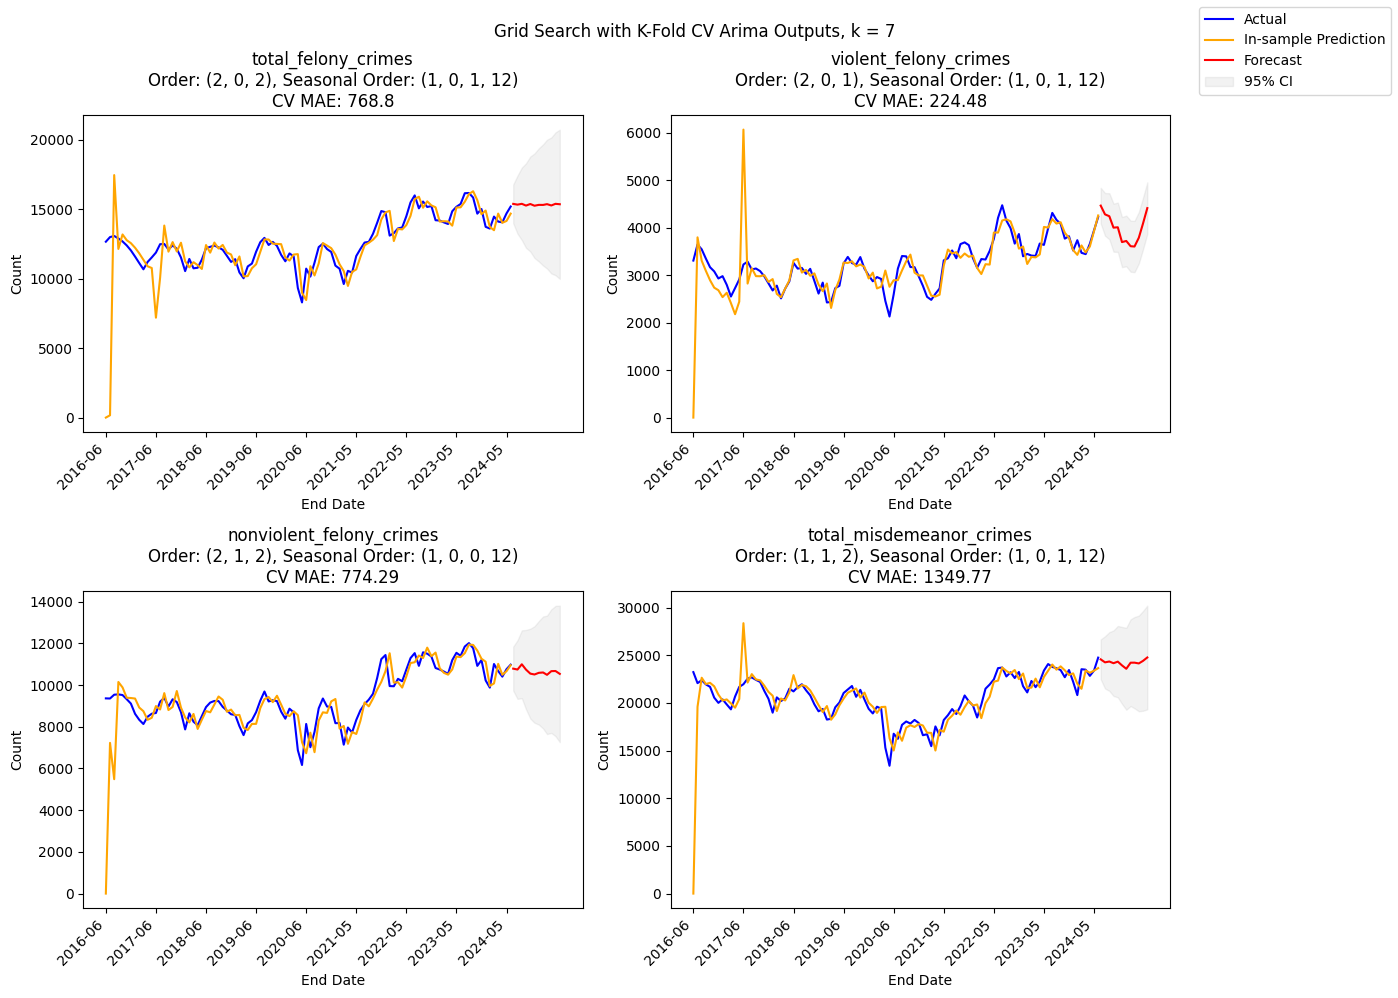 Grid Search with K-Fold CV Arima Outputs, k = 7
Actual
In-sample Prediction
Forecast
95% CI
total_felony_crimes
Order: (2, 0, 2), Seasonal Order: (1, 0, 1, 12)
CV MAE: 768.8
20000
15000
10000
5000
0
Count
2016-06
2017-06
2018-06
2019-06
2020-06
2021-05
2022-05
2023-05
2024-05
End Date
violent_felony_crimes
Order: (2, 0, 1), Seasonal Order: (1, 0, 1, 12)
CV MAE: 224.48
6000
5000
4000
3000
2000
1000
0
Count
2016-06
2017-06
2018-06
2019-06
2020-06
2021-05
2022-05
2023-05
2024-05
End Date
nonviolent_felony_crimes
Order: (2, 1, 2), Seasonal Order: (1, 0, 0, 12)
CV MAE: 774.29
14000
12000
10000
8000
6000
4000
2000
0
Count
2016-06
2017-06
2018-06
2019-06
2020-06
2021-05
2022-05
2023-05
2024-05
End Date
total_misdemeanor_crimes
Order: (1, 1, 2), Seasonal Order: (1, 0, 1, 12)
CV MAE: 1349.77
30000
25000
20000
15000
10000
5000
0
Count
2016-06
2017-06
2018-06
2019-06
2020-06
2021-05
2022-05
2023-05
2024-05
End Date